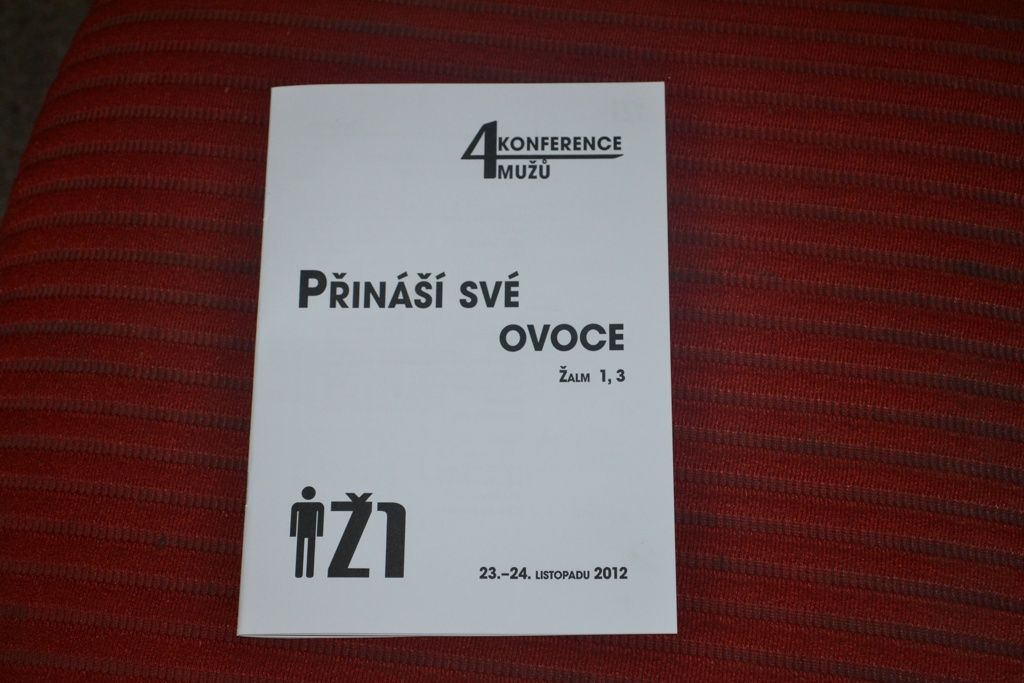 4 KONFERENCE
MUŽŮ
PŘINÁŠÍ SVÉ
OVOCE
ŽALM 1, 3
Ž1
23.–24. LISTOPADU 2012